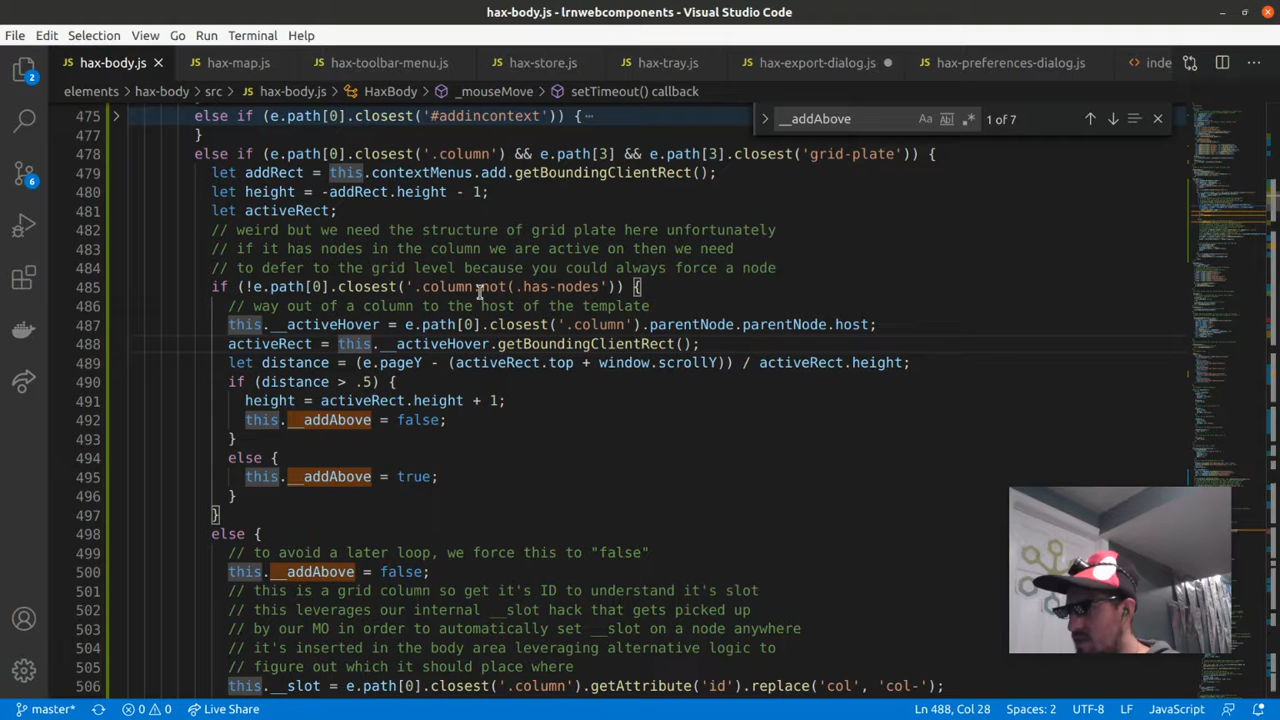 hax-body.js - lrnwebcomponents - Visual Studio Code
File Edit Selection View Go Run Terminal Help
hax-body.js hax-map.js hax-toolbar-menu.js hax-store.js hax-tray.js hax-export-dialog.js hax-preferences-dialog.js inde
elements > hax-body > src > hax-body.js > HaxBody > _mouseMove > setTimeout() callback
__addAbove Aa Abl .* 1 of 7
475 else if (e.path[0].closest('#addincontext')) {
477 }
478 else if (e.path[0].closest('.column') && e.path[3] && e.path[3].closest('grid-plate')) {
479 let addRect = this.contextMenus.add.getBoundingClientRect();
480 let height = -addRect.height - 1;
481 let activeRect;
482 // weird but we need the structure of grid plate here unfortunately
483 // if it has nodes in the column we are active on then we need
484 // to defer to the grid level because you could always force a node
485 if (!e.path[0].closest('.column:not(.has-nodes')) {
486 // way out of a column to the host of the template
487 this.__activeHover = e.path[0].closest('.column').parentNode.parentNode.host;
488 activeRect = this.__activeHover.getBoundingClientRect();
489 let distance = (e.pageY - (activeRect.top + window.scrollY)) / activeRect.height;
490 if (distance > .5) {
491 height = activeRect.height + 1;
492 this.__addAbove = false;
493 }
494 else {
495 this.__addAbove = true;
496 }
497 }
498 else {
499 // to avoid a later loop, we force this to "false"
500 this.__addAbove = false;
501 // this is a grid column so get it's ID to understand it's slot
502 // this leverages our internal __slot hack that gets picked up
503 // by our MO in order to automatically set __slot on a node anywhere
504 // it's inserted in the body area leveraging alternative logic to
505 // figure out which it should place where
506 this.__slot = e.path[0].Closest('.column').getAttribute('id').replace('col', 'col-');
2
6
master* 0 0 Live Share Ln 488, Col 28 Spaces: 2 UTF-8 LF JavaScript